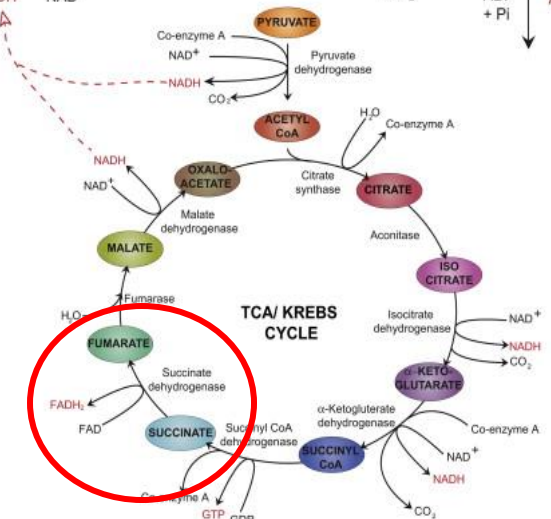 + Pi
PYRUVATE
Co-enzyme A
NAD+
NADH
CO2
Pyruvate
dehydrogenase
ACETYL
CoA
H2O
Co-enzyme A
NADH
NAD+
OXALO-
ACETATE
Citrate
synthase
CITRATE
Malate
dehydrogenase
Aconitase
MALATE
ISO
CITRATE
H2O
Fumarase
TCA/ KREBS
CYCLE
Isocitrate
dehydrogenase
NAD+
NADH
CO2
FUMARATE
Succinate
dehydrogenase
FADH2
FAD
α-KETO-
GLUTARATE
SUCCINATE
Succinyl CoA
dehydrogenase
α-Ketogluterate
dehydrogenase
Co-enzyme A
NAD+
NADH
SUCCINYL
CoA
Co-enzyme A
GTP
CO2